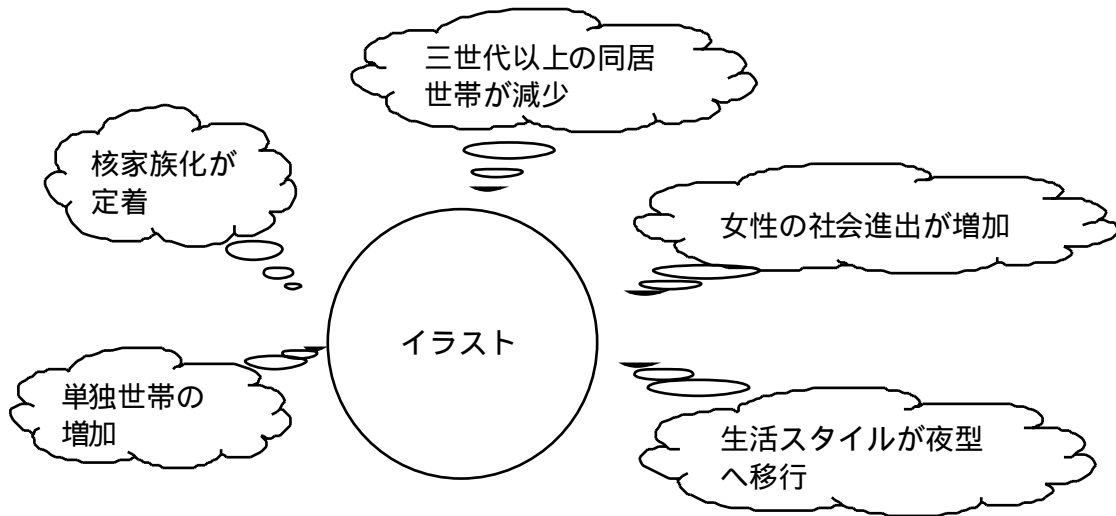 三世代以上の同居
世帯が減少
核家族化が
定着
女性の社会進出が増加
イラスト
単独世帯の
増加
生活スタイルが夜型
へ移行